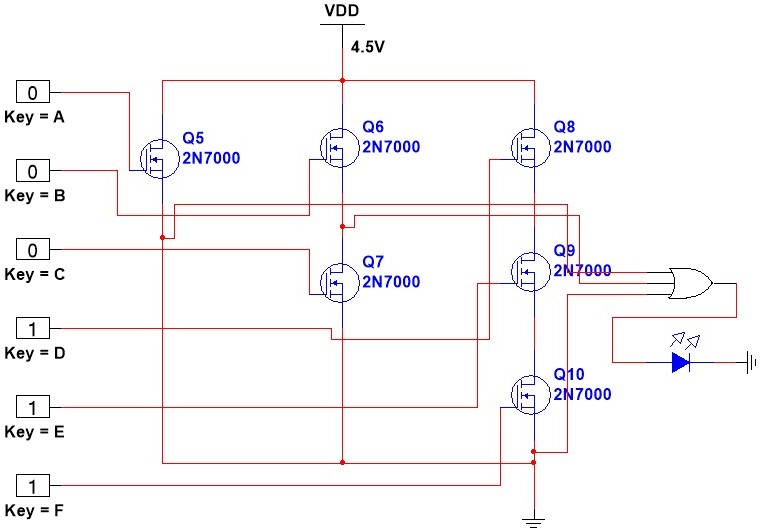 VDD
4.5V
0
Key = A
Q5
2N7000
Q6
2N7000
Q8
2N7000
0
Key = B
0
Key = C
Q7
2N7000
Q9
2N7000
1
Key = D
Q10
2N7000
1
Key = E
1
Key = F